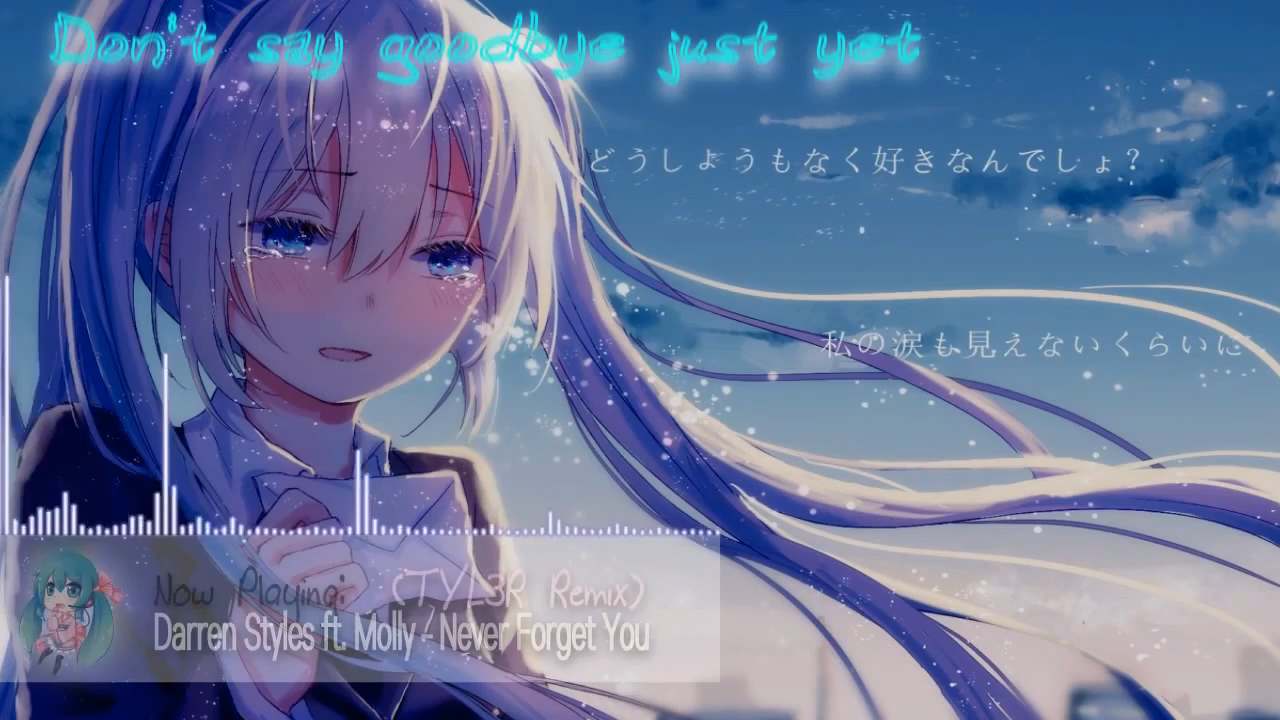 Don't say goodbye just yet
どうしようもなく好きなんでしょ?
私の涙も見えないくらいに
Now Playing: (TY13R Remix)
Darren Styles ft. Molly - Never Forget You